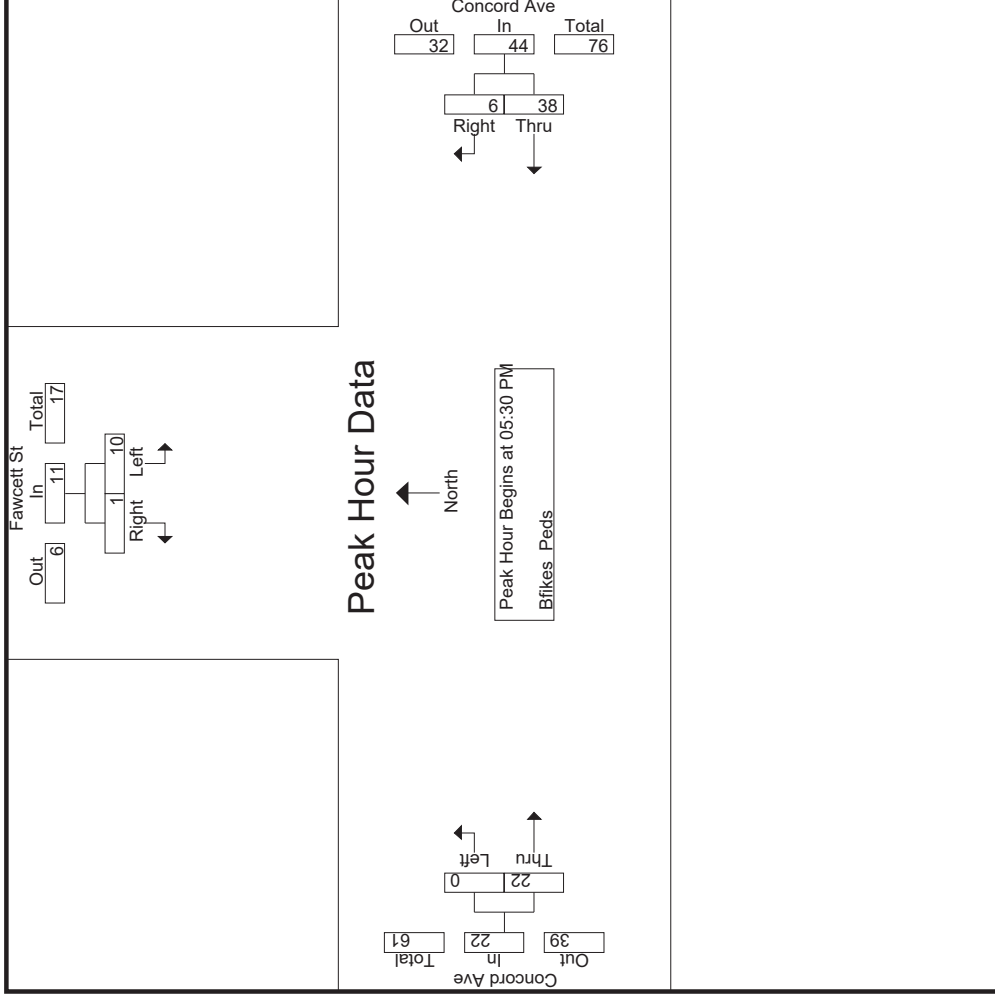 Concord Ave
Out In Total
32 44 76
6 38
Right Thru
Fawcett St
Out In Total
6 11 17
1 10
Right Left
Peak Hour Data
North
Peak Hour Begins at 05:30 PM
Bfikes Peds
Left Thru
0 22
Total In Out
61 22 39
Concord Ave